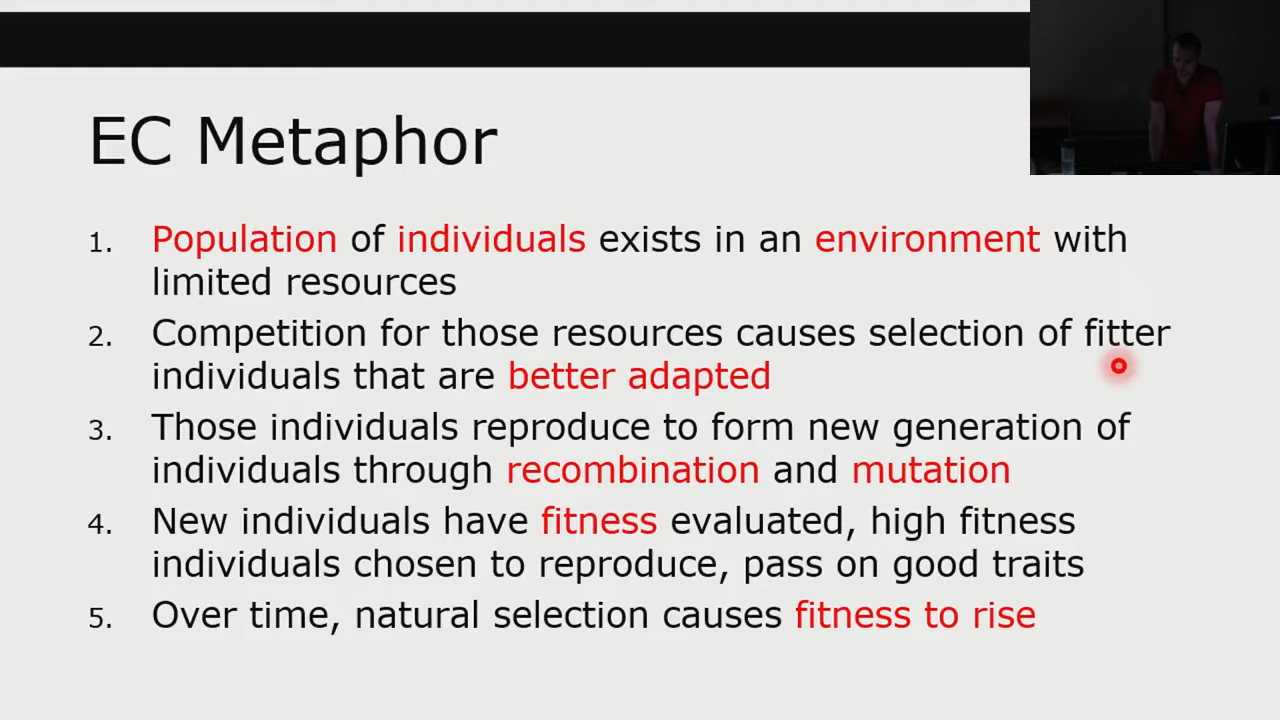 EC Metaphor
1. Population of individuals exists in an environment with
limited resources
2. Competition for those resources causes selection of fitter
individuals that are better adapted
3. Those individuals reproduce to form new generation of
individuals through recombination and mutation
4. New individuals have fitness evaluated, high fitness
individuals chosen to reproduce, pass on good traits
5. Over time, natural selection causes fitness to rise